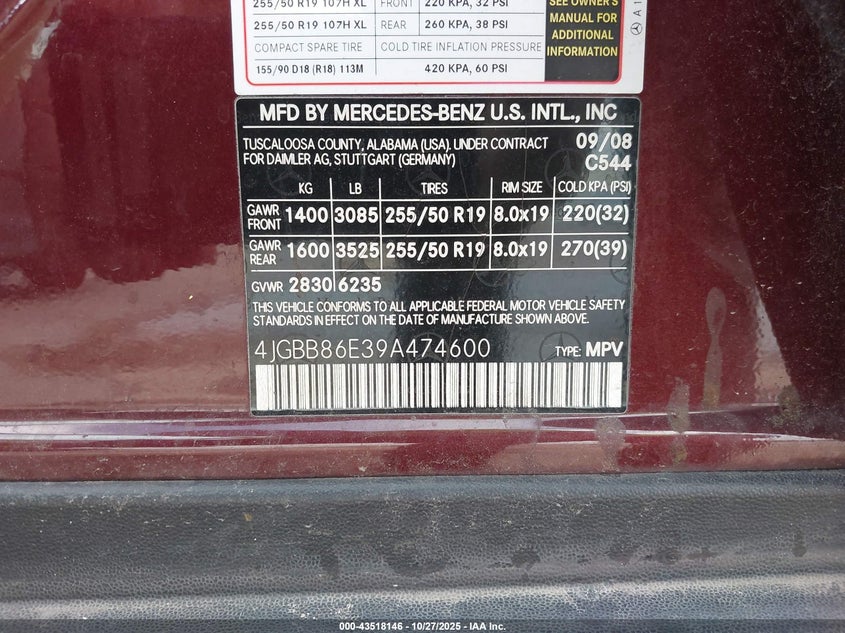 255/50 R19 107H XL FRONT 220 KPA, 32 PSI SEE OWNER'S
255/50 R19 107H XL REAR 260 KPA, 38 PSI MANUAL FOR ADDITIONAL INFORMATION
COMPACT SPARE TIRE COLD TIRE INFLATION PRESSURE
155/90 D18 (R18) 113M 420 KPA, 60 PSI
A 1
MFD BY MERCEDES-BENZ U.S. INTL., INC
TUSCALOOSA COUNTY, ALABAMA (USA). UNDER CONTRACT 09/08
FOR DAIMLER AG, STUTTGART (GERMANY) C544
KG LB TIRES RIM SIZE COLD KPA (PSI)
GAWR FRONT 1400 3085 255/50 R19 8.0x19 220(32)
GAWR REAR 1600 3525 255/50 R19 8.0x19 270(39)
GVWR 2830 6235
THIS VEHICLE CONFORMS TO ALL APPLICABLE FEDERAL MOTOR VEHICLE SAFETY
STANDARDS IN EFFECT ON THE DATE OF MANUFACTURE SHOWN ABOVE.
4JGBB86E39A474600 TYPE: MPV
000-43518146 - 10/27/2025 - IAA Inc.